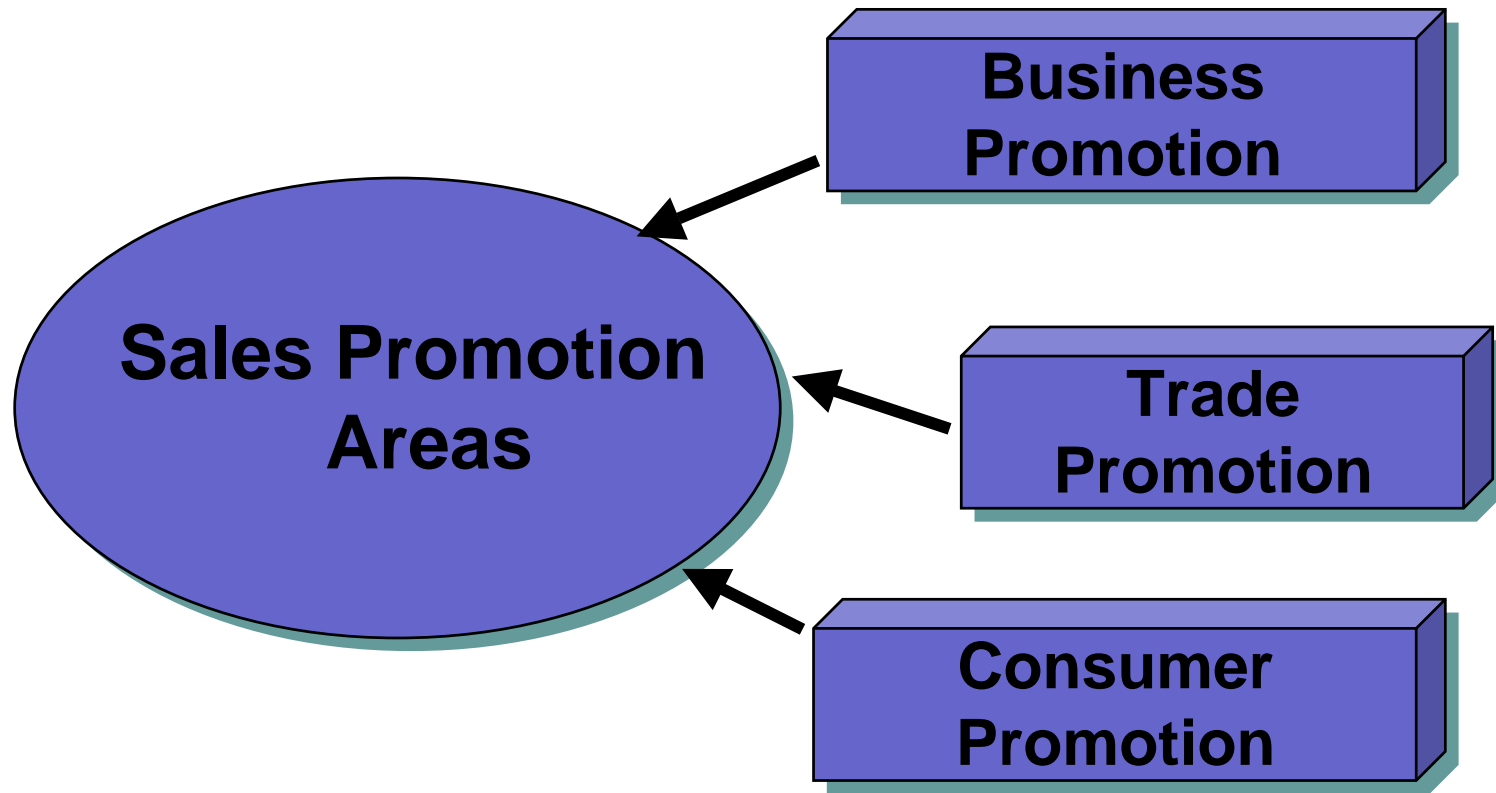 Business
Promotion
Sales Promotion
Areas
Trade
Promotion
Consumer
Promotion